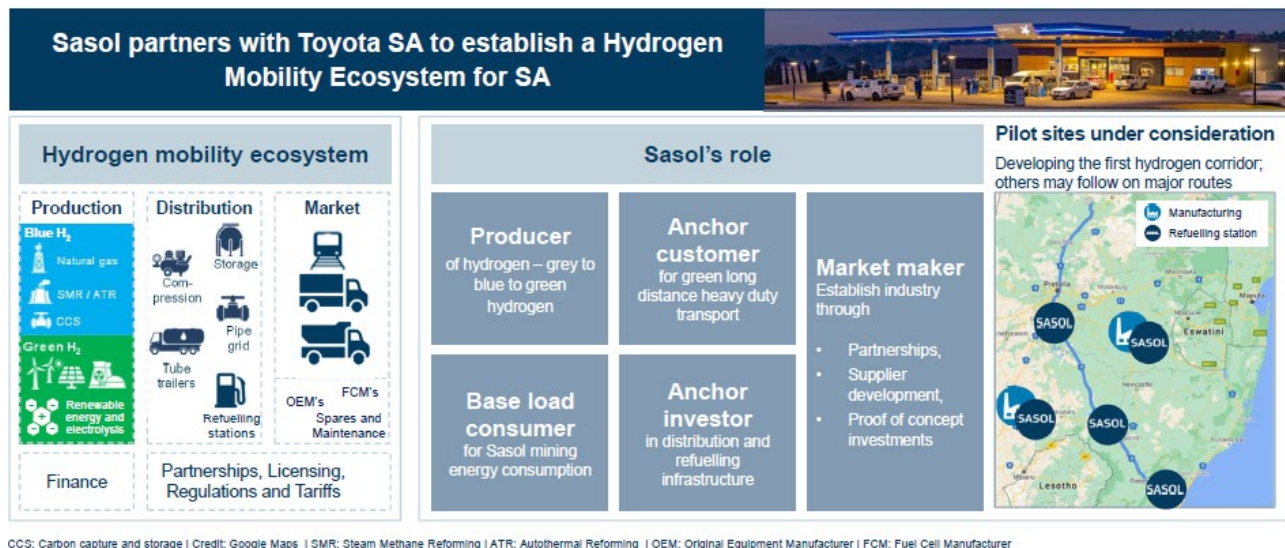 Sasol partners with Toyota SA to establish a Hydrogen
Mobility Ecosystem for SA
Hydrogen mobility ecosystem
Production
Blue H₂
Natural gas
SMR / ATR
CCS
Green H₂
Renewable
energy and
electrolysis
Distribution
Storage
Com-
pression
Pipe
grid
Tube
trailers
Refuelling
stations
Market
OEM's
FCM's
Spares and
Maintenance
Finance
Partnerships, Licensing,
Regulations and Tariffs
Sasol's role
Producer
of hydrogen – grey to
blue to green
hydrogen
Anchor
customer
for green long
distance heavy duty
transport
Base load
consumer
for Sasol mining
energy consumption
Anchor
investor
in distribution and
refuelling
infrastructure
Market maker
Establish industry
through
• Partnerships,
• Supplier
development,
• Proof of concept
investments
Pilot sites under consideration
Developing the first hydrogen corridor;
others may follow on major routes
Manufacturing
Refuelling station
Pretoria
Middelburg
Maputo
SASOL
SASOL
Eswatini
Newcastle
SASOL
SASOL
Maseru
Lesotho
SASOL
CCS: Carbon capture and storage | Credit: Google Maps | SMR: Steam Methane Reforming | ATR: Autothermal Reforming | OEM: Original Equipment Manufacturer | FCM: Fuel Cell Manufacturer